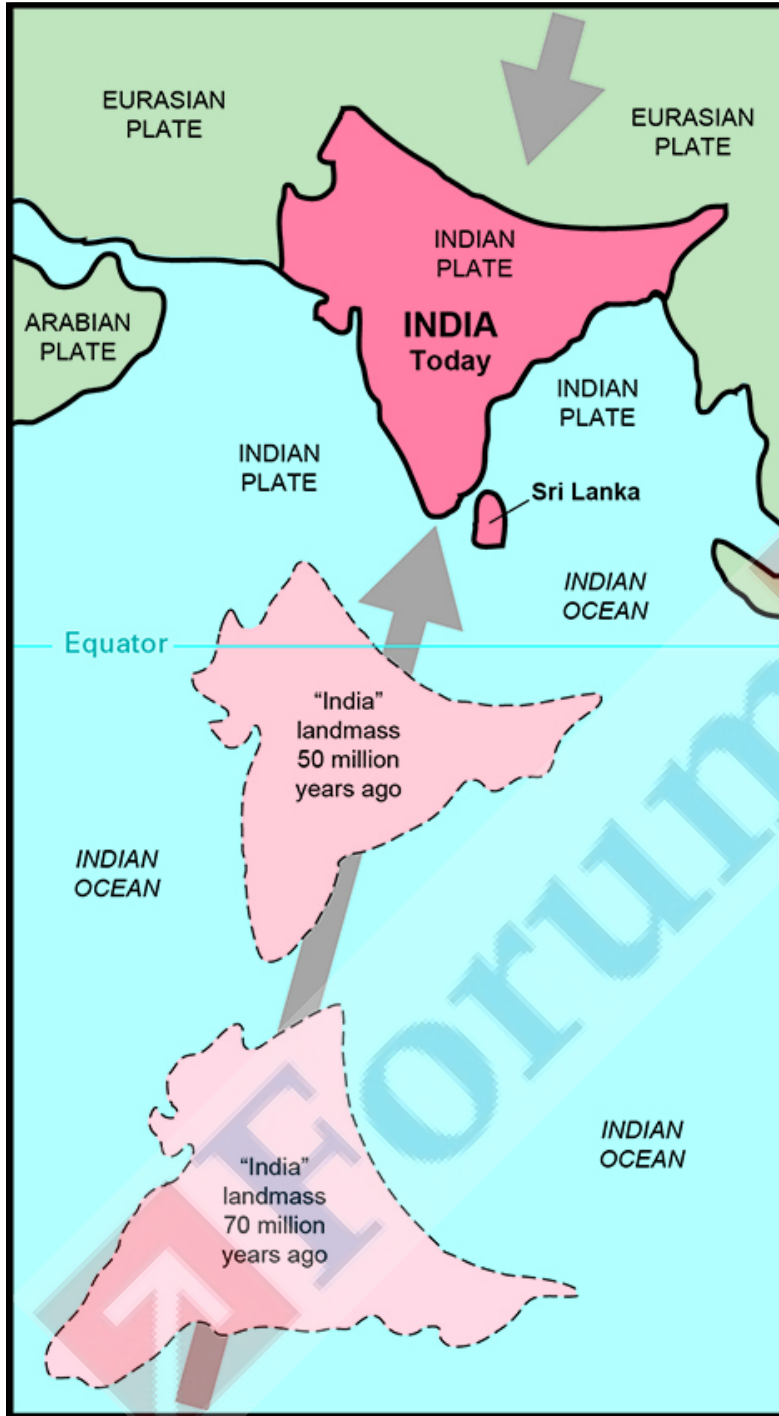 EURASIAN
PLATE
EURASIAN
PLATE
INDIAN
PLATE
ARABIAN
PLATE
INDIA
Today
INDIAN
PLATE
INDIAN
PLATE
Sri Lanka
INDIAN
OCEAN
Equator
“India”
landmass
50 million
years ago
INDIAN
OCEAN
INDIAN
OCEAN
“India”
landmass
70 million
years ago
Forum